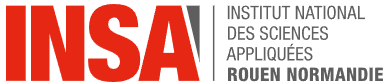 INSA
INSTITUT NATIONAL
DES SCIENCES
APPLIQUÉES
ROUEN NORMANDIE